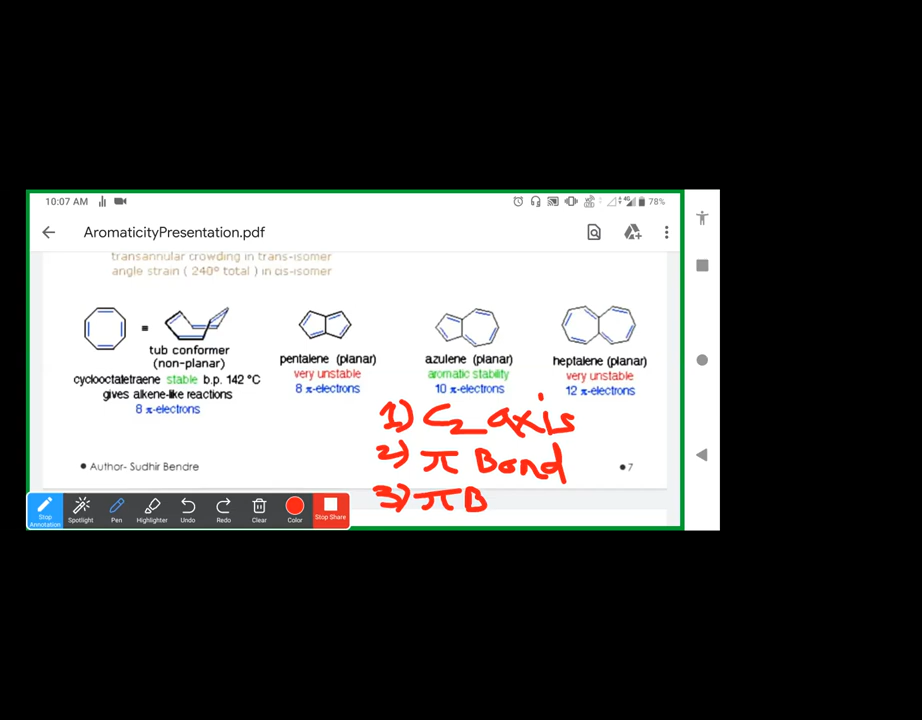 10:07 AM
78%
AromaticityPresentation.pdf
transannular crowding in trans-isomer
angle strain ( 240° total ) in cis-isomer
=
tub conformer
(non-planar)
cyclooctatetraene stable b.p. 142 °C
gives alkene-like reactions
8 π-electrons
pentalene (planar)
very unstable
8 π-electrons
azulene (planar)
aromatic stability
10 π-electrons
heptalene (planar)
very unstable
12 π-electrons
1) C2 axis
2) π Bond
3) π B
Author- Sudhir Bendre
7
Stop Annotation
Spotlight
Pen
Highlighter
Undo
Redo
Clear
Color
Stop Share